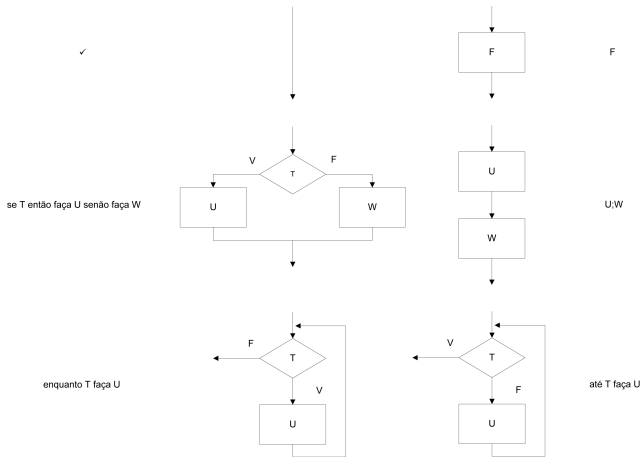 ✓
F
F
V
F
T
U
U
W
se T então faça U senão faça W
U;W
W
F
T
V
T
V
F
enquanto T faça U
até T faça U
U
U